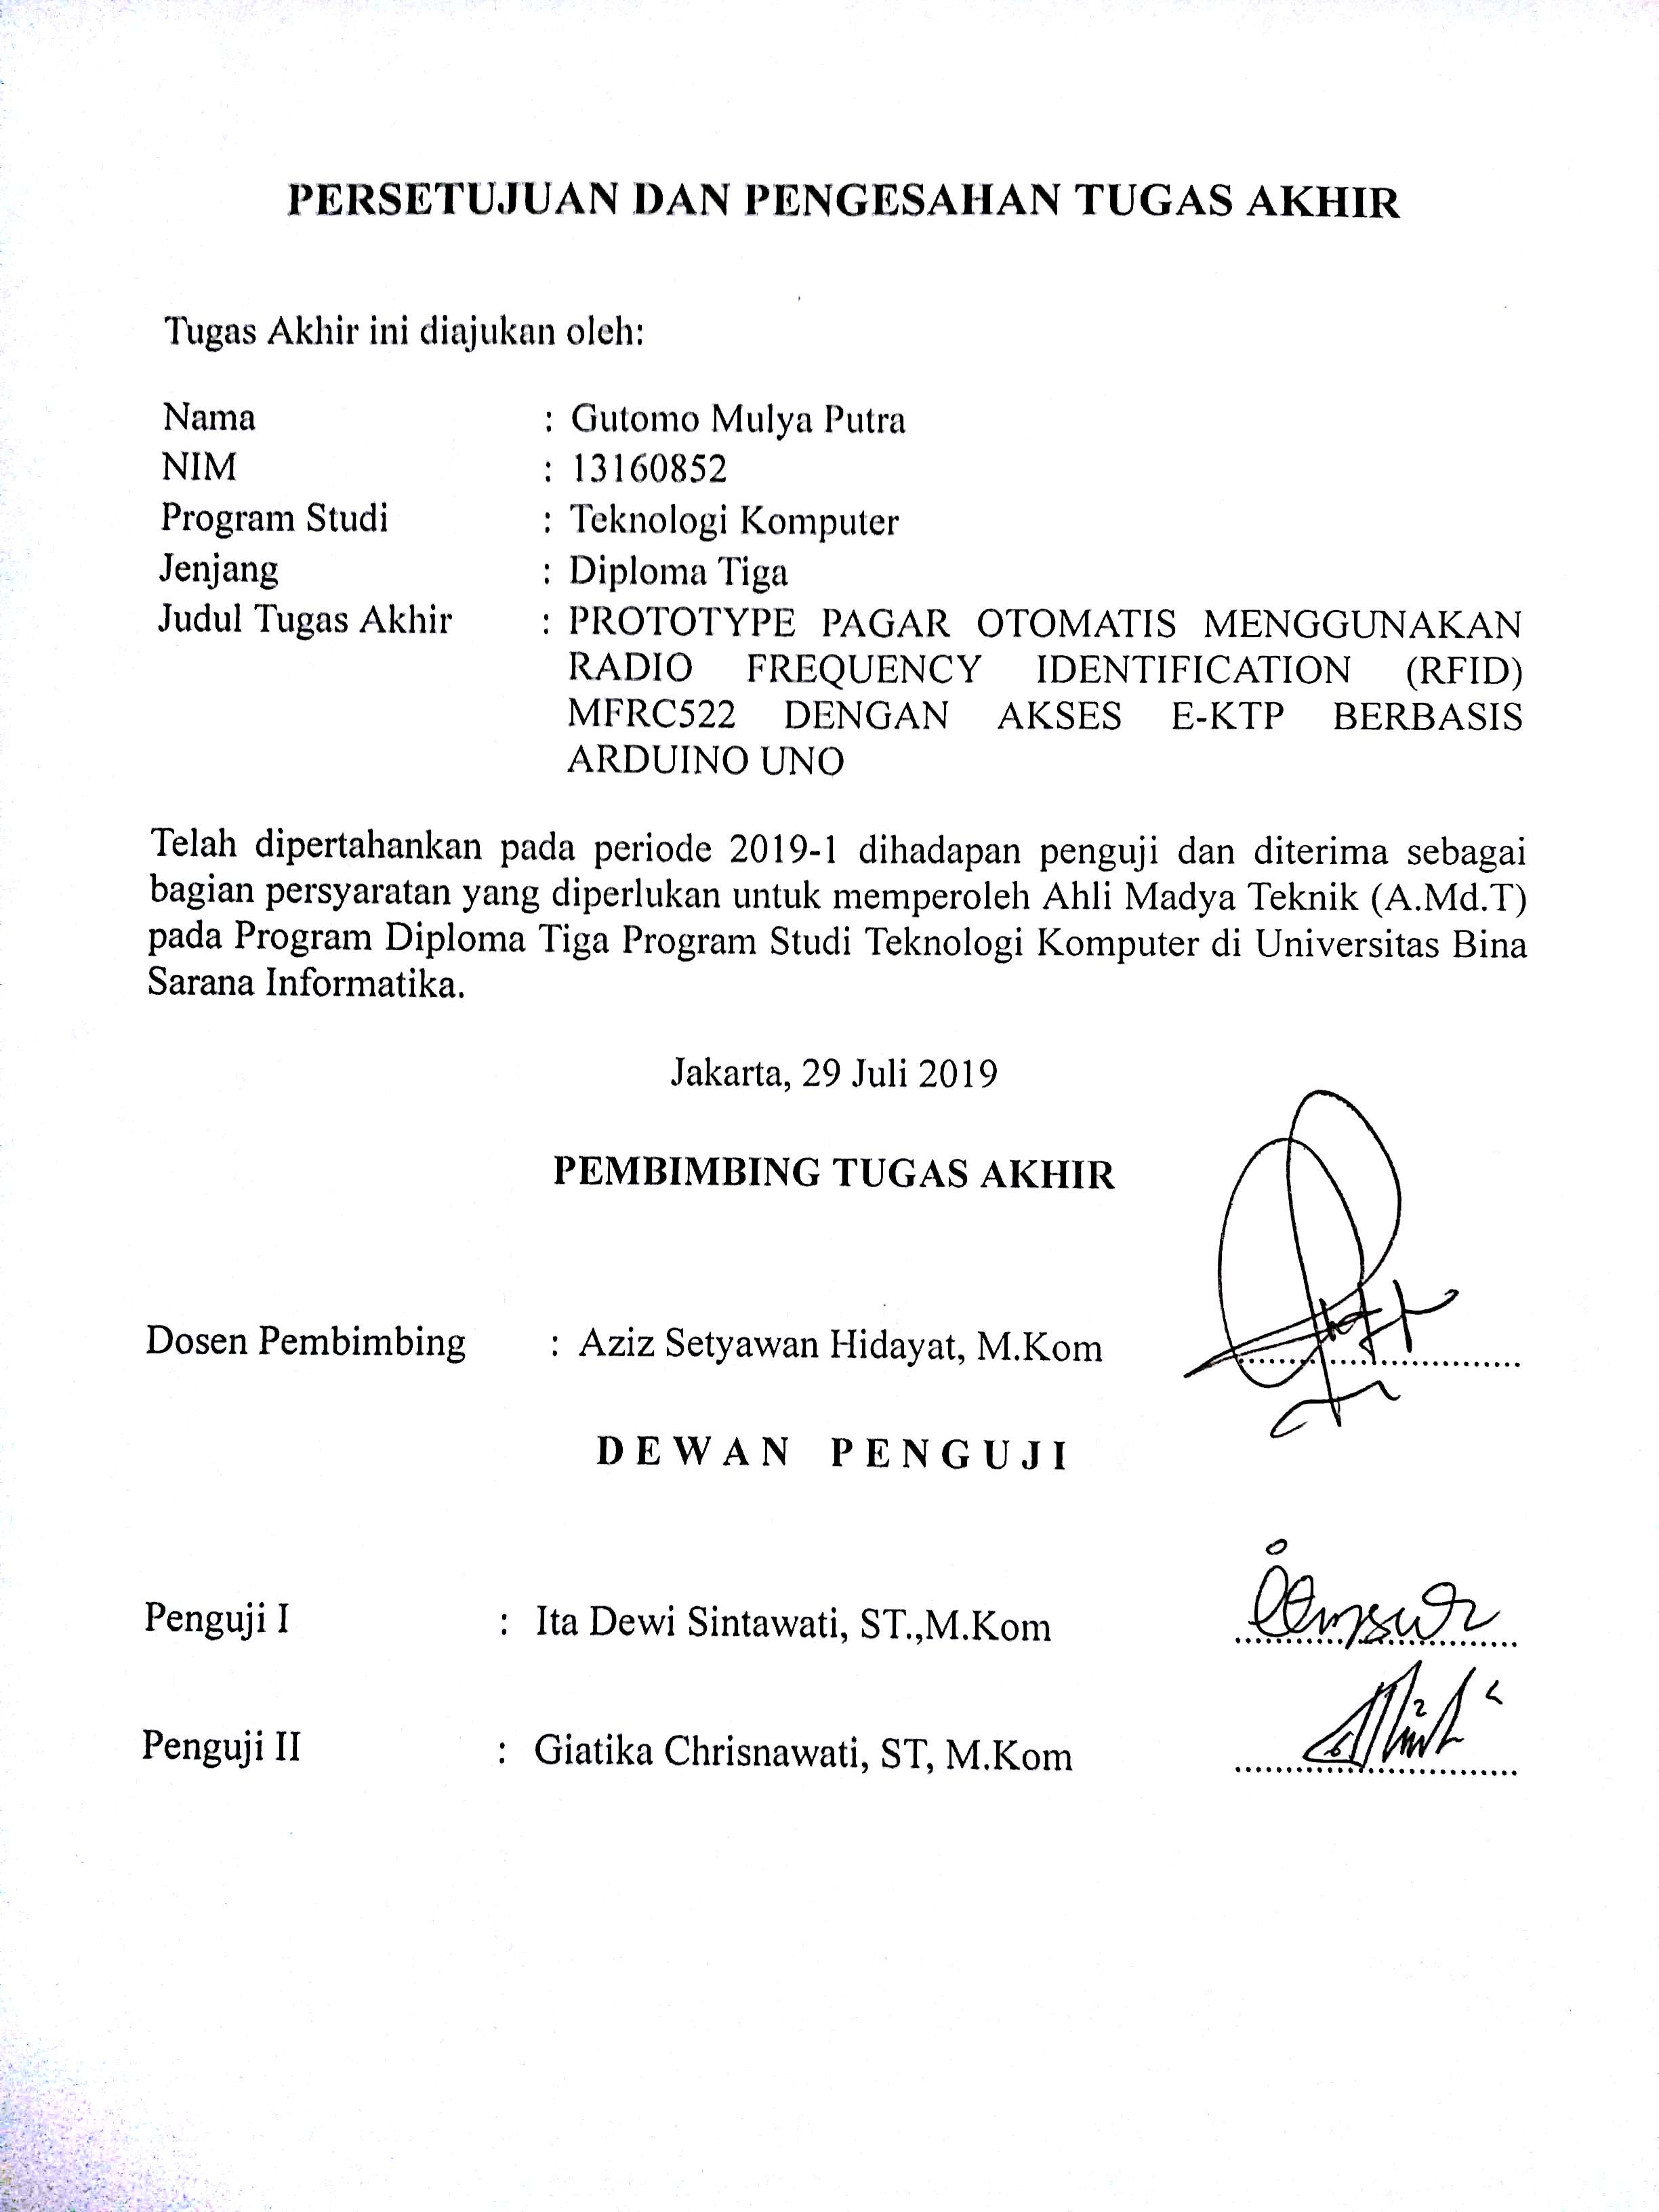 PERSETUJUAN DAN PENGESAHAN TUGAS AKHIR
Tugas Akhir ini diajukan oleh:
Nama : Gutomo Mulya Putra
NIM : 13160852
Program Studi : Teknologi Komputer
Jenjang : Diploma Tiga
Judul Tugas Akhir : PROTOTYPE PAGAR OTOMATIS MENGGUNAKAN
RADIO FREQUENCY IDENTIFICATION (RFID)
MFRC522 DENGAN AKSES E-KTP BERBASIS
ARDUINO UNO
Telah dipertahankan pada periode 2019-1 dihadapan penguji dan diterima sebagai
bagian persyaratan yang diperlukan untuk memperoleh Ahli Madya Teknik (A.Md.T)
pada Program Diploma Tiga Program Studi Teknologi Komputer di Universitas Bina
Sarana Informatika.
Jakarta, 29 Juli 2019
PEMBIMBING TUGAS AKHIR
Dosen Pembimbing : Aziz Setyawan Hidayat, M.Kom
DEWAN PENGUJI
Penguji I : Ita Dewi Sintawati, ST.,M.Kom
Penguji II : Giatika Chrisnawati, ST, M.Kom